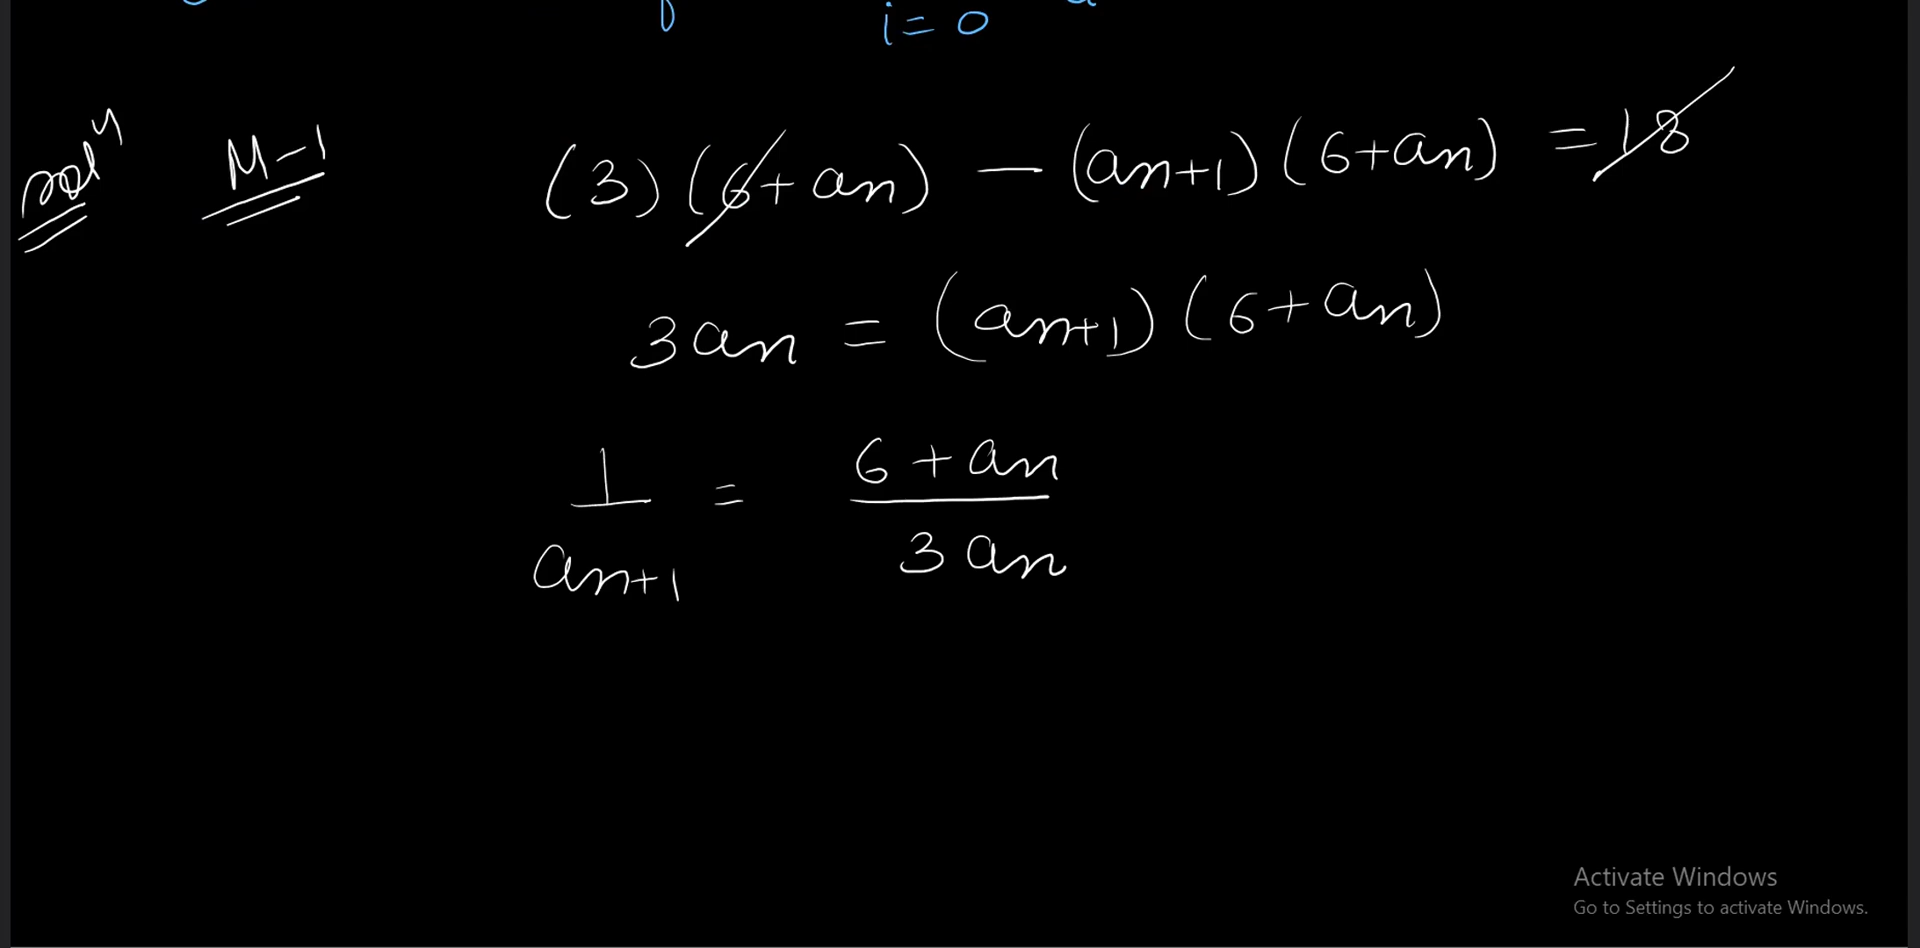 i = 0
sol^n M-1 (3)(6+an) - (an+1)(6+an) = 18
3an = (an+1)(6+an)
1/an+1 = 6+an/3an
Activate Windows
Go to Settings to activate Windows.